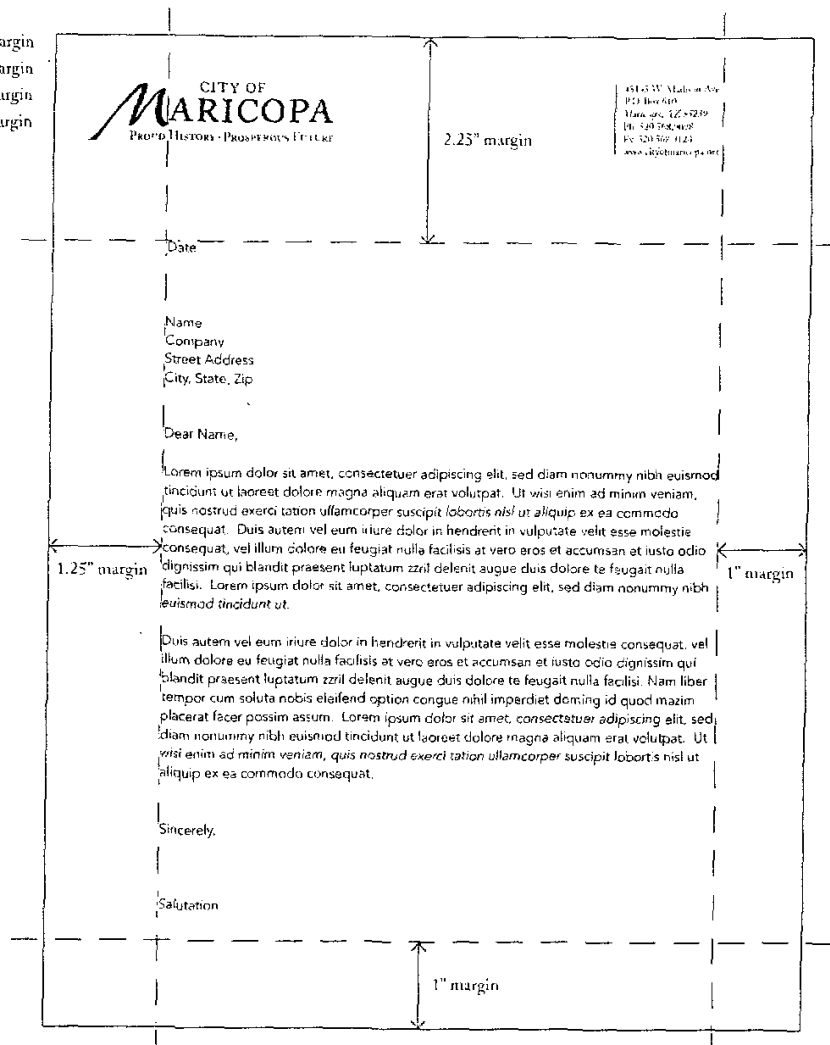 argin
argin
argin
argin
CITY OF
MARICOPA
PROUD HISTORY • PROSPEROUS FUTURE
P.O. Box 610
2.25" margin
Date
Name
Company
Street Address
City, State, Zip
Dear Name,
Lorem ipsum dolor sit amet, consectetuer adipiscing elit, sed diam nonummy nibh euismod
tincidunt ut laoreet dolore magna aliquam erat volutpat. Ut wisi enim ad minim veniam,
quis nostrud exerci tation ullamcorper suscipit lobortis nisl ut aliquip ex ea commodo
consequat. Duis autem vel eum iriure dolor in hendrerit in vulputate velit esse molestie
consequat, vel illum dolore eu feugiat nulla facilisis at vero eros et accumsan et iusto odio
dignissim qui blandit praesent luptatum zzril delenit augue duis dolore te feugait nulla
facilisi. Lorem ipsum dolor sit amet, consectetuer adipiscing elit, sed diam nonummy nibh
euismod tincidunt ut.
1.25" margin
1" margin
Duis autem vel eum iriure dolor in hendrerit in vulputate velit esse molestie consequat, vel
illum dolore eu feugiat nulla facilisis at vero eros et accumsan et iusto odio dignissim qui
blandit praesent luptatum zzril delenit augue duis dolore te feugait nulla facilisi. Nam liber
tempor cum soluta nobis eleifend option congue nihil imperdiet doming id quod mazim
placerat facer possim assum. Lorem ipsum dolor sit amet, consectetuer adipiscing elit, sed
diam nonummy nibh euismod tincidunt ut laoreet dolore magna aliquam erat volutpat. Ut
wisi enim ad minim veniam, quis nostrud exerci tation ullamcorper suscipit lobortis nisl ut
aliquip ex ea commodo consequat.
Sincerely,
Salutation
1" margin